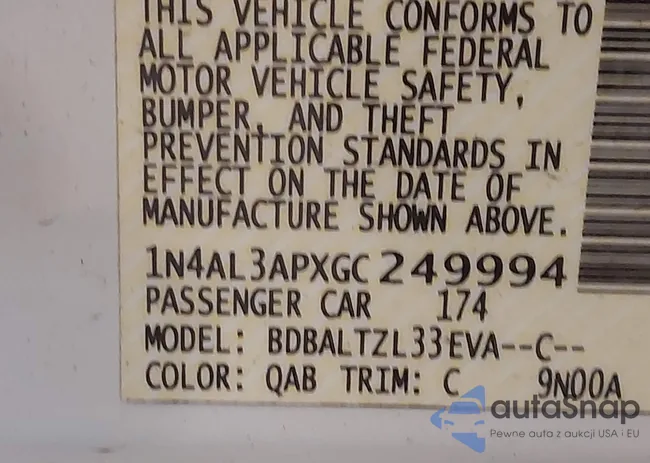 THIS VEHICLE CONFORMS TO
ALL APPLICABLE FEDERAL
MOTOR VEHICLE SAFETY,
BUMPER, AND THEFT
PREVENTION STANDARDS IN
EFFECT ON THE DATE OF
MANUFACTURE SHOWN ABOVE.
1N4AL3APXGC249994
PASSENGER CAR 174
MODEL: BDBALTZL33EVA--C--
COLOR: QAB TRIM: C 9N00A
autaSnap
Pewne auta z aukcji USA i EU